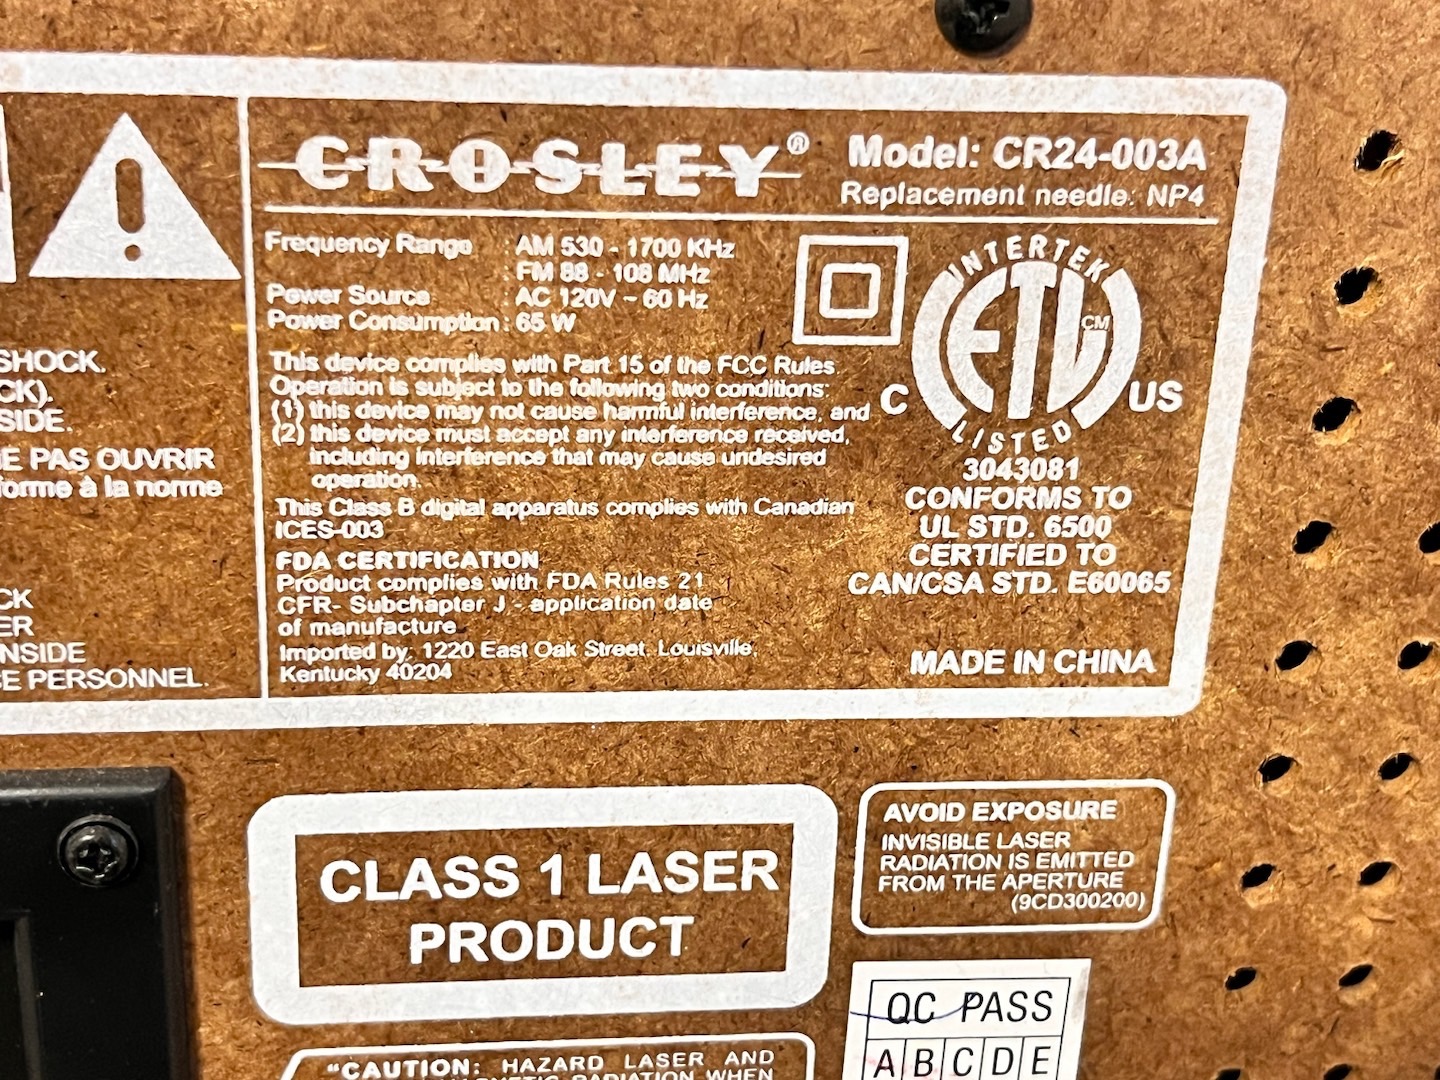 CROSLEY®
Model: CR24-003A
Replacement needle: NP4
Frequency Range : AM 530 - 1700 KHz
: FM 88 - 108 MHz
Power Source : AC 120V ~ 60 Hz
Power Consumption : 65 W
This device complies with Part 15 of the FCC Rules
Operation is subject to the following two conditions:
(1) this device may not cause harmful interference, and
(2) this device must accept any interference received,
including interference that may cause undesired
operation.
This Class B digital apparatus complies with Canadian
ICES-003
FDA CERTIFICATION
Product complies with FDA Rules 21
CFR- Subchapter J - application date
of manufacture
Imported by: 1220 East Oak Street. Louisville,
Kentucky 40204
INTERTEK
ETL CM
C US
LISTED
3043081
CONFORMS TO
UL STD. 6500
CERTIFIED TO
CAN/CSA STD. E60065
MADE IN CHINA
SHOCK.
CK).
SIDE.
E PAS OUVRIR
forme à la norme
CK
ER
NSIDE
E PERSONNEL.
CLASS 1 LASER
PRODUCT
AVOID EXPOSURE
INVISIBLE LASER
RADIATION IS EMITTED
FROM THE APERTURE
(9CD300200)
QC PASS
A B C D E
"CAUTION: HAZARD LASER AND
RADIATION WHEN